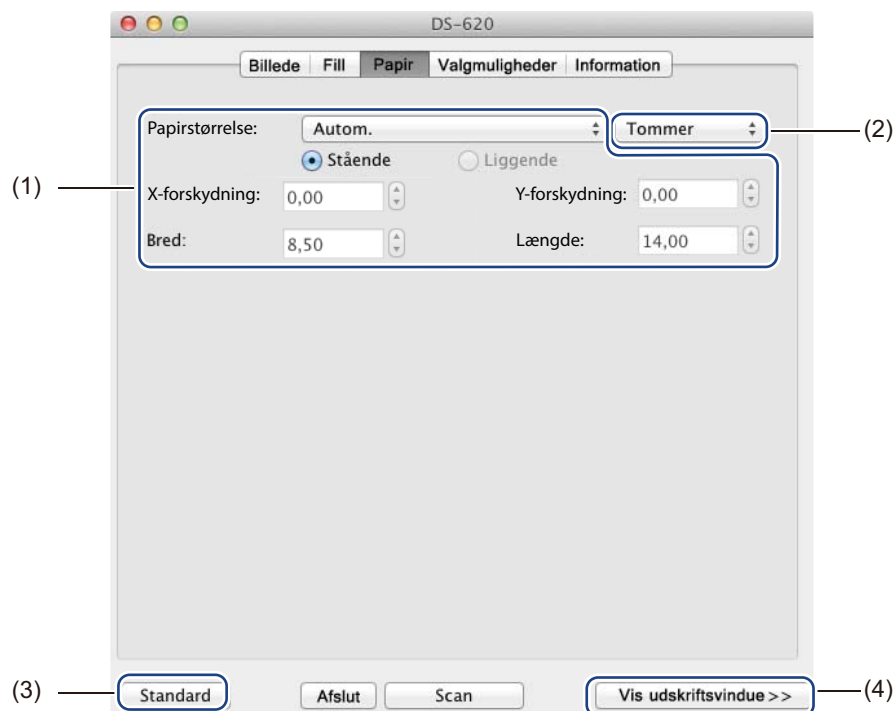 DS-620
Billede Fill Papir Valgmuligheder Information
Papirstørrelse: Autom. Tommer (2)
Stående Liggende
(1) X-forskydning: 0,00 Y-forskydning: 0,00
Bred: 8,50 Længde: 14,00
(3) Standard Afslut Scan Vis udskriftsvindue>> (4)